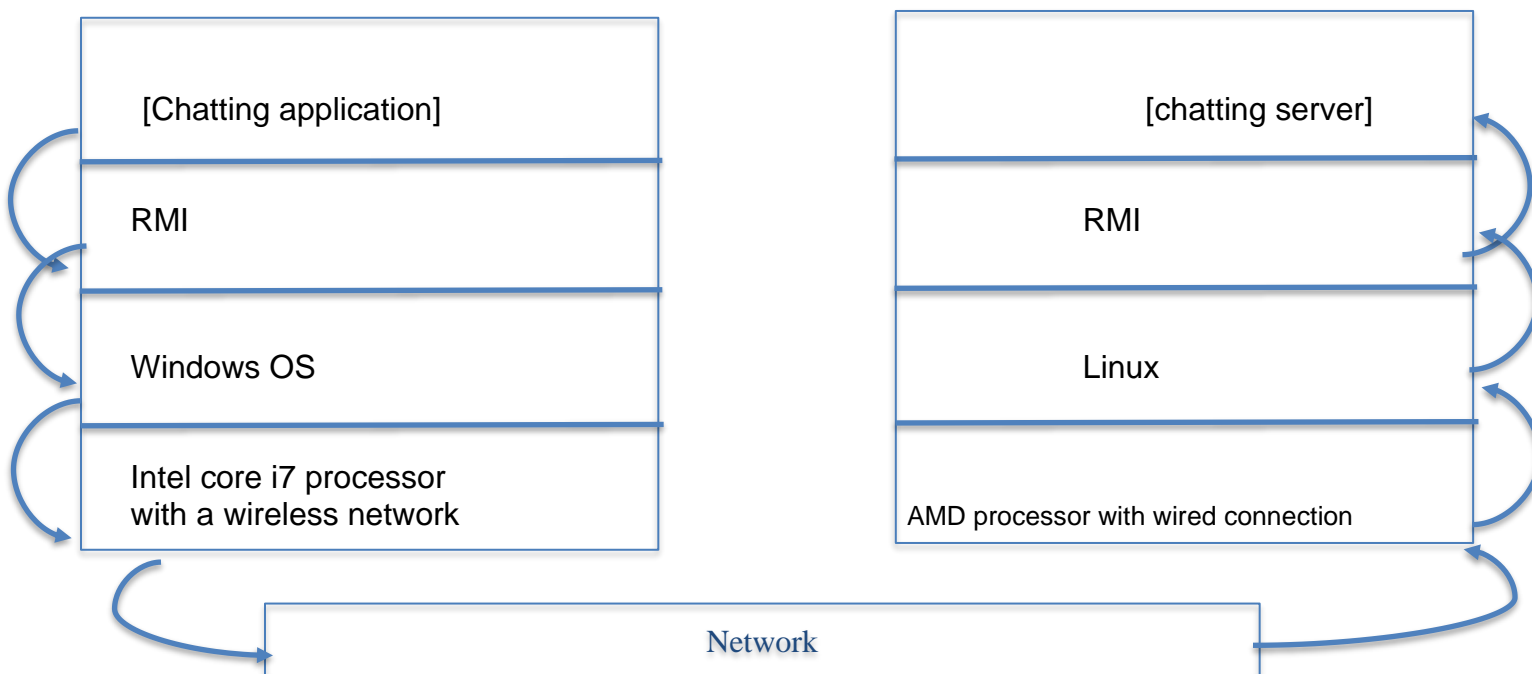 [Chatting application]
RMI
Windows OS
Intel core i7 processor
with a wireless network
[chatting server]
RMI
Linux
AMD processor with wired connection
Network